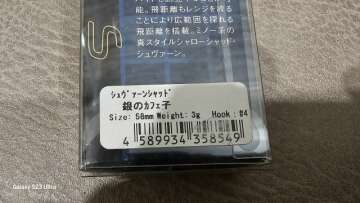 能。飛距離もレンジを減る
ことにより広範囲を探れる
飛距離を搭載。ミノー系の
真スタイルシャローシャッド・
シュヴァーン。
S
ｼｭｳﾞｧｰﾝｼｬｯﾄﾞ
銀のｶﾌｪ子
Size: 58mm Weight: 3g Hook : #4
4 589934 358549
Galaxy S23 Ultra